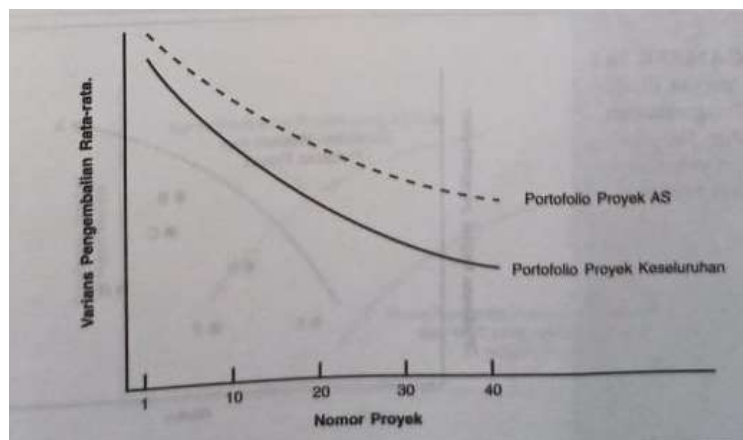 Varians Pengembalian Rata-rata.
Portofolio Proyek AS
Portofolio Proyek Keseluruhan
1 10 20 30 40
Nomor Proyek